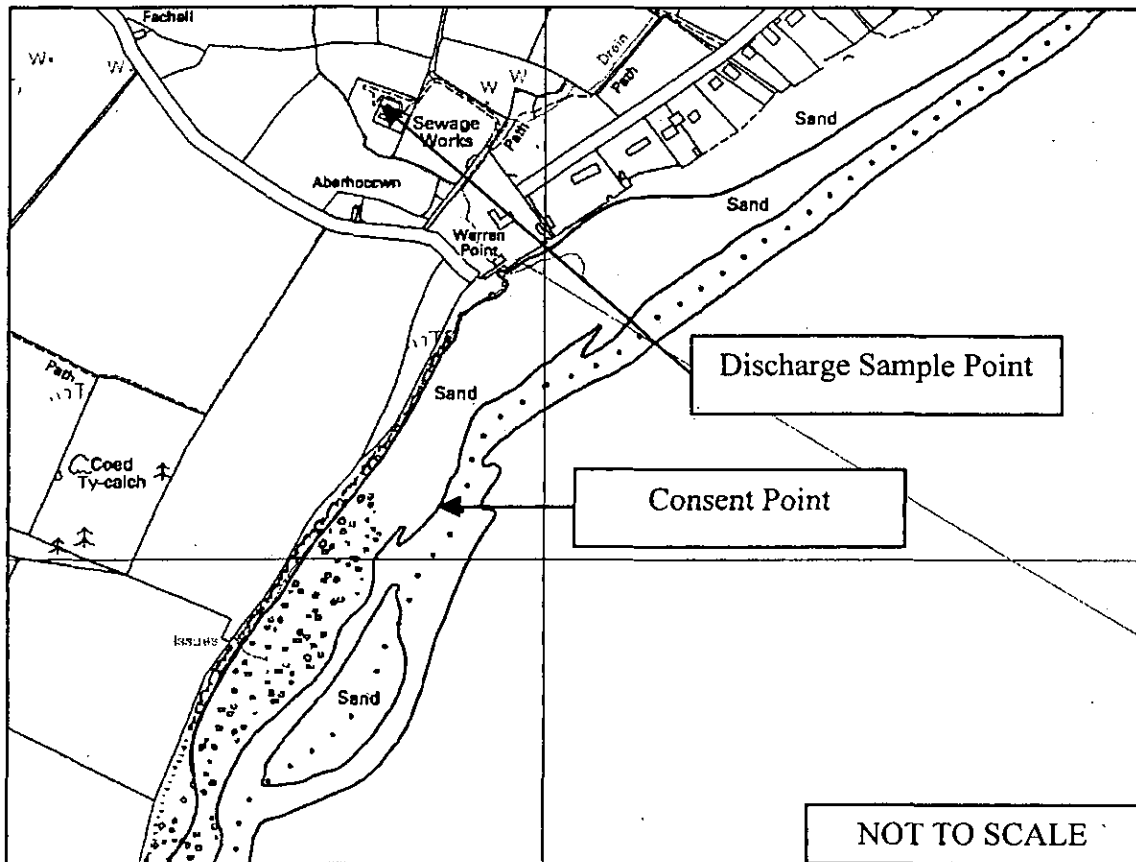 Fachell
W
W
Drain
Path
W
W
Sewage
Works
Path
Sand
Aberhoccwn
Sand
Warren
Point
Discharge Sample Point
Path
Sand
Coed
Ty-calch
Consent Point
Issues
Sand
NOT TO SCALE